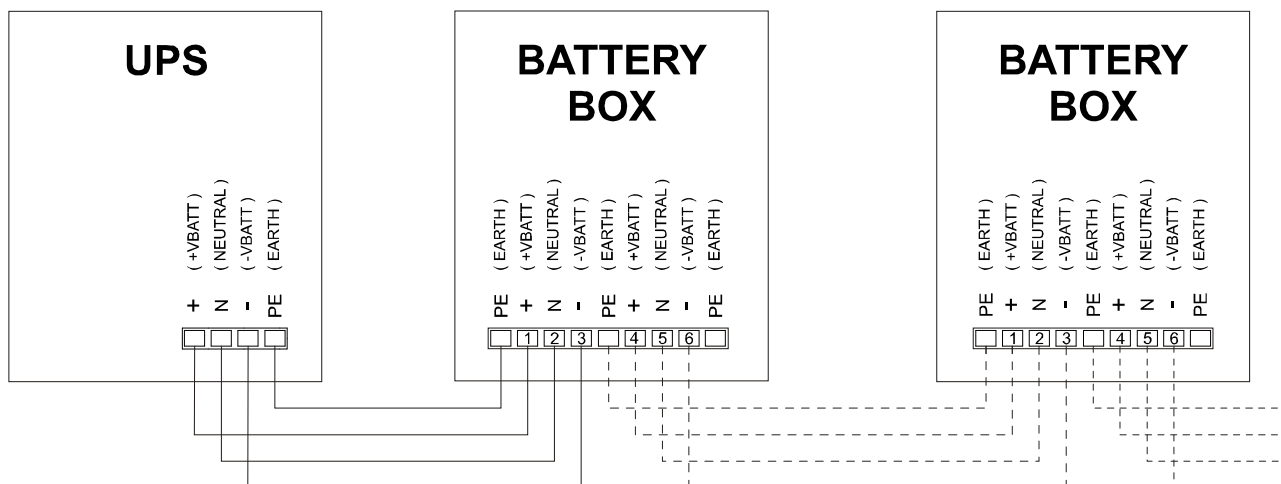 UPS
( +VBATT )
( NEUTRAL )
( -VBATT )
( EARTH )
+
N
-
PE
BATTERY
BOX
( EARTH )
( +VBATT )
( NEUTRAL )
( -VBATT )
( EARTH )
( +VBATT )
( NEUTRAL )
( -VBATT )
( EARTH )
PE
+
N
-
PE
+
N
-
PE
1 2 3 4 5 6
BATTERY
BOX
( EARTH )
( +VBATT )
( NEUTRAL )
( -VBATT )
( EARTH )
( +VBATT )
( NEUTRAL )
( -VBATT )
( EARTH )
PE
+
N
-
PE
+
N
-
PE
1 2 3 4 5 6